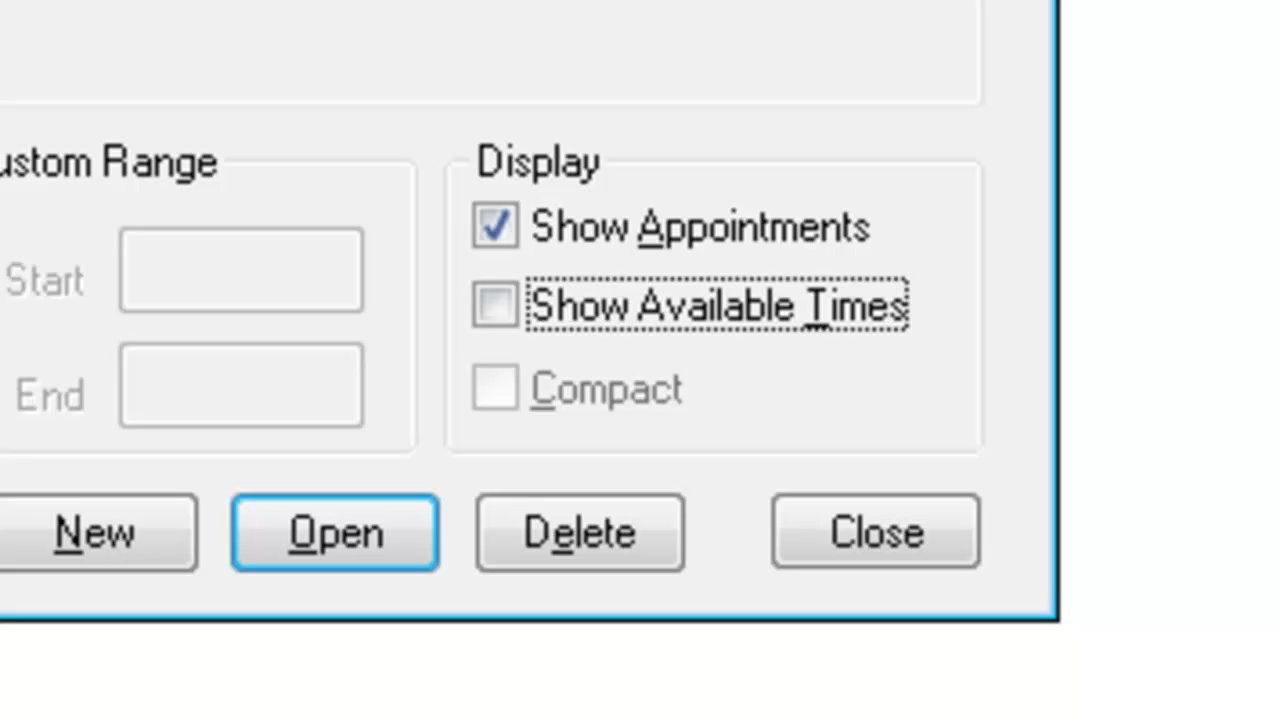 ustom Range
Start
End
Display
Show Appointments
Show Available Times
Compact
New
Open
Delete
Close